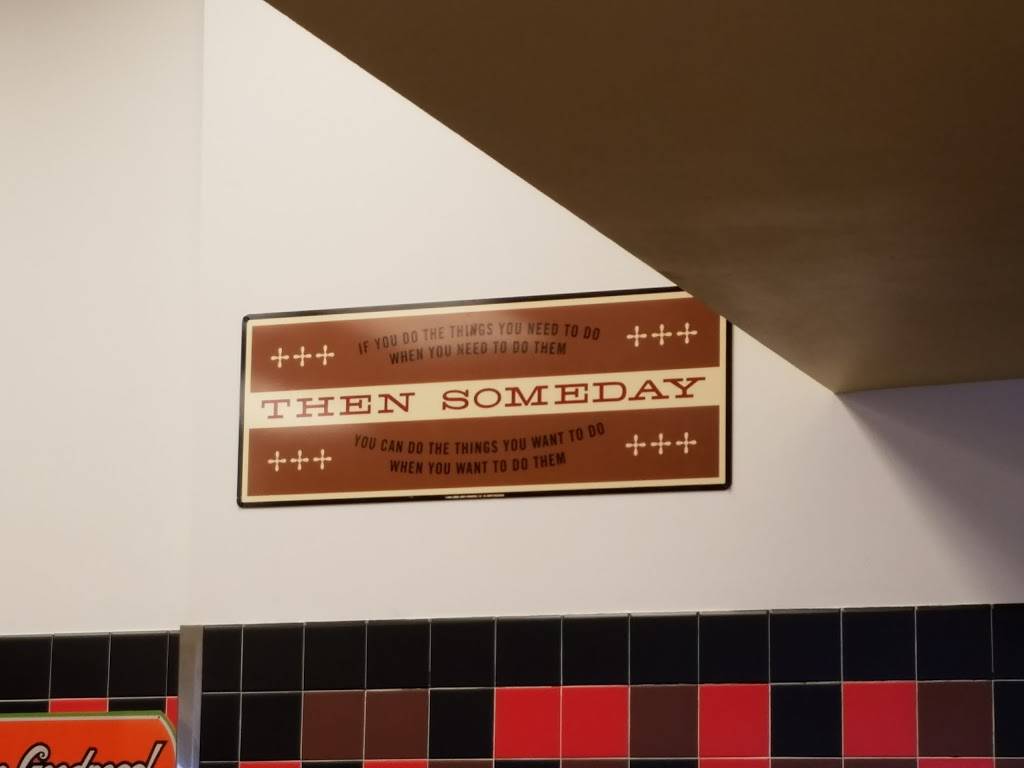 IF YOU DO THE THINGS YOU NEED TO DO
WHEN YOU NEED TO DO THEM
THEN SOMEDAY
YOU CAN DO THE THINGS YOU WANT TO DO
WHEN YOU WANT TO DO THEM